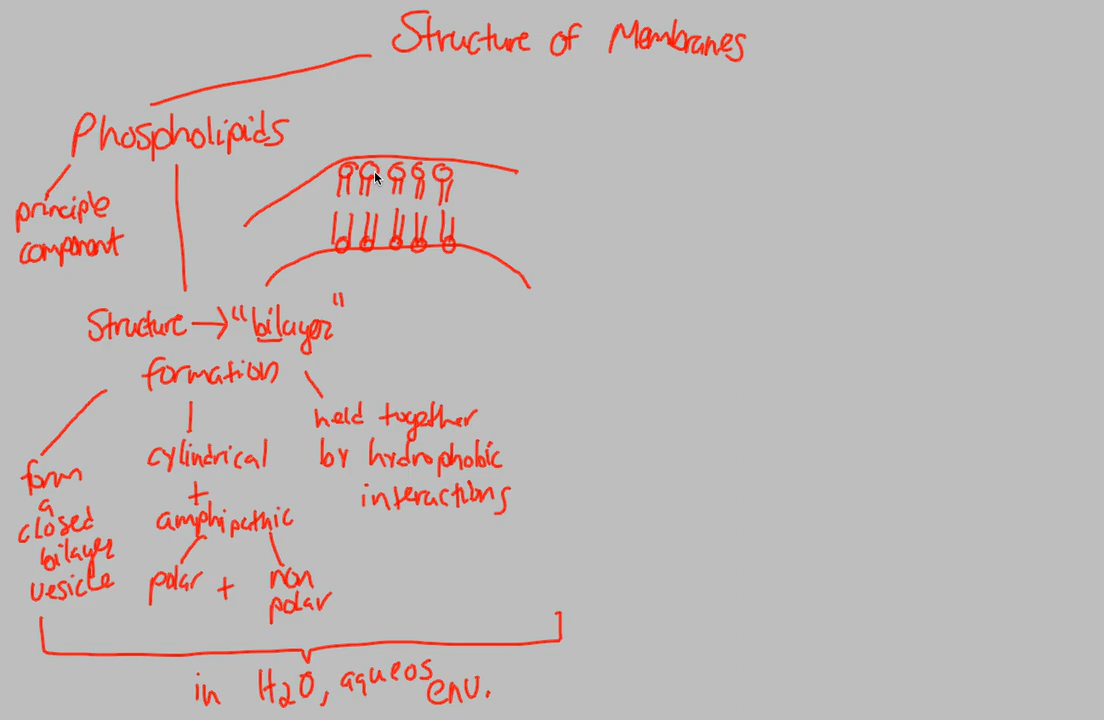 Structure of Membranes
Phospholipids
principle
component
Structure → "bilayer"
formation
held together
by hydrophobic
interactions
cylindrical
+
amphipathic
polar + non
polar
form
a
closed
bilayer
vesicle
in H2O, aqueos env.